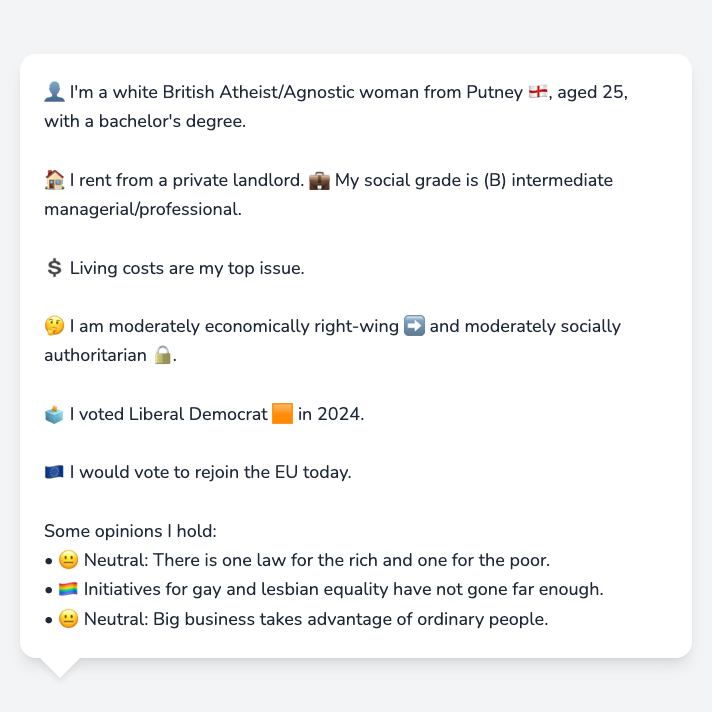 👤 I'm a white British Atheist/Agnostic woman from Putney 🏴󠁧󠁢󠁥󠁮󠁧󠁿, aged 25,
with a bachelor's degree.
🏠 I rent from a private landlord. 💼 My social grade is (B) intermediate
managerial/professional.
💲 Living costs are my top issue.
🤔 I am moderately economically right-wing ➡️ and moderately socially
authoritarian 🔒.
🗳️ I voted Liberal Democrat 🟧 in 2024.
🇪🇺 I would vote to rejoin the EU today.
Some opinions I hold:
• 😐 Neutral: There is one law for the rich and one for the poor.
• 🏳️‍🌈 Initiatives for gay and lesbian equality have not gone far enough.
• 😐 Neutral: Big business takes advantage of ordinary people.